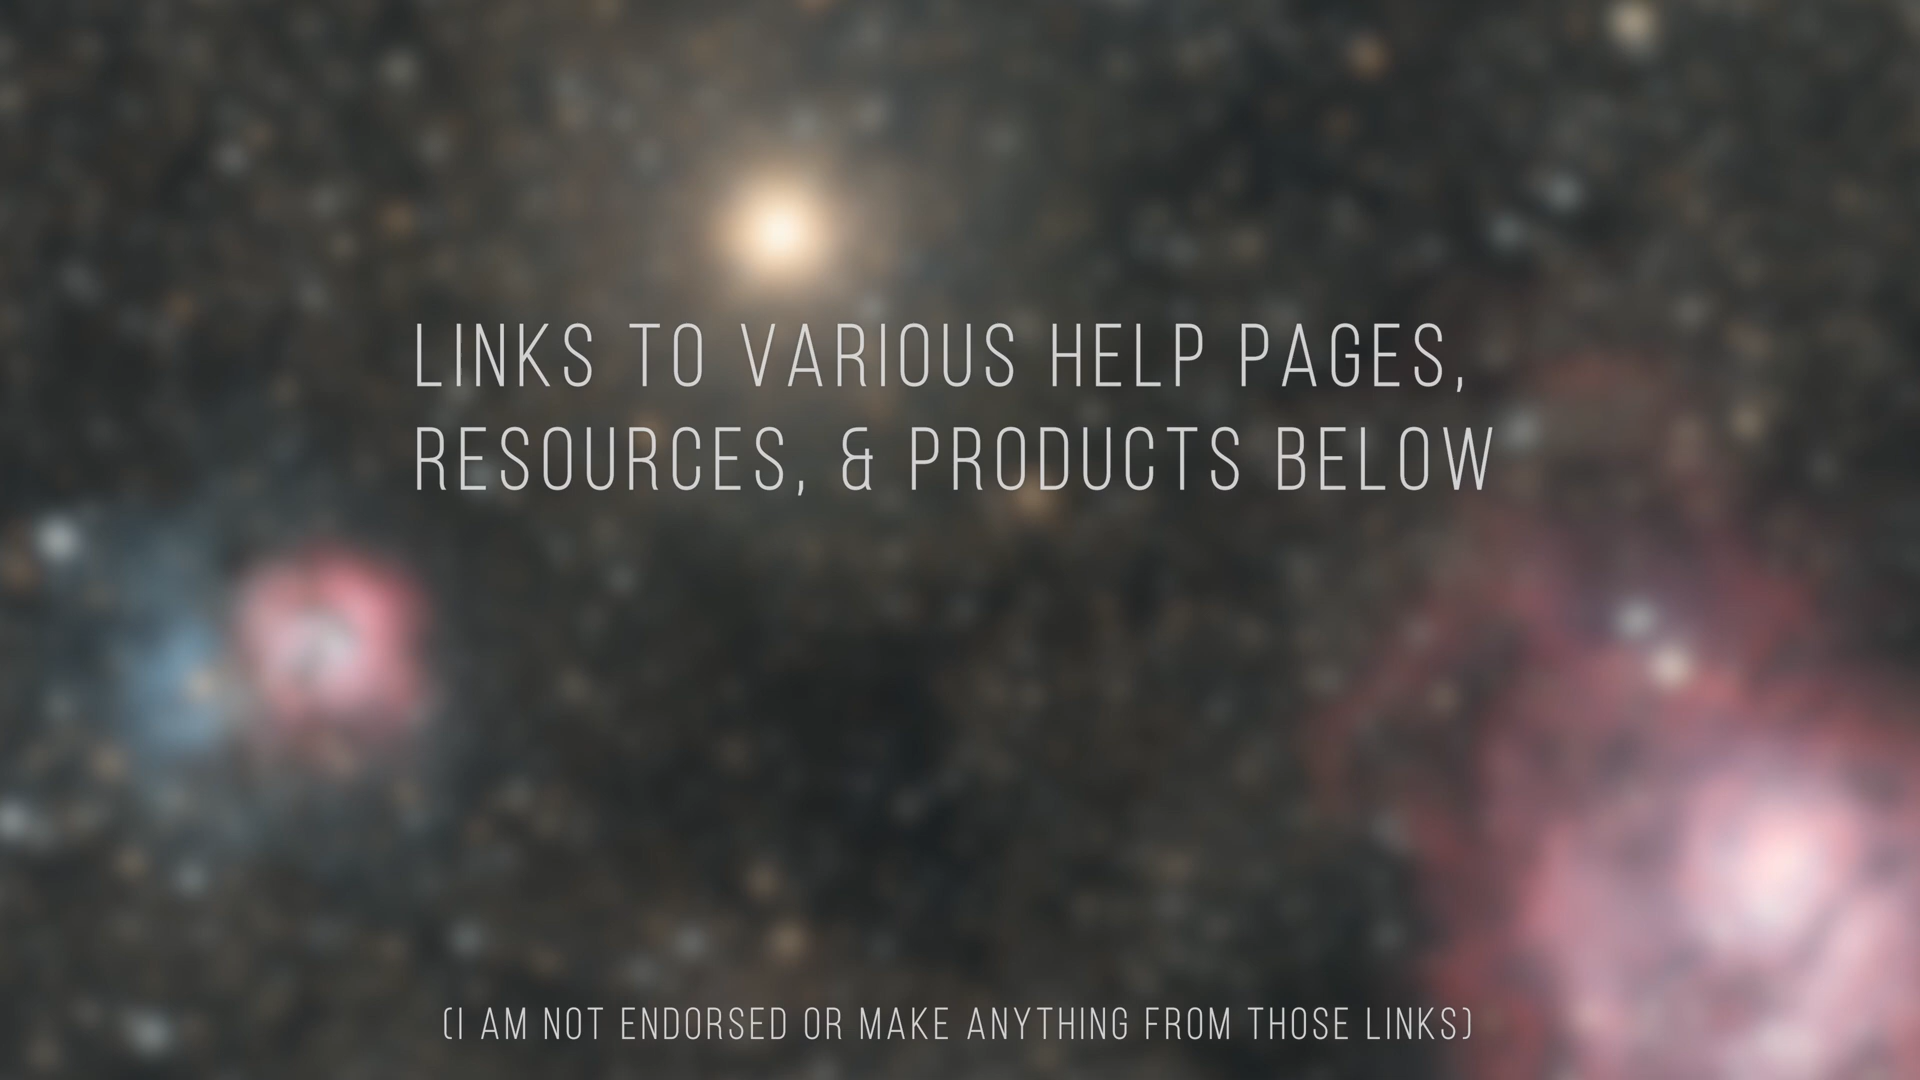 LINKS TO VARIOUS HELP PAGES,
RESOURCES, & PRODUCTS BELOW
(I AM NOT ENDORSED OR MAKE ANYTHING FROM THOSE LINKS)